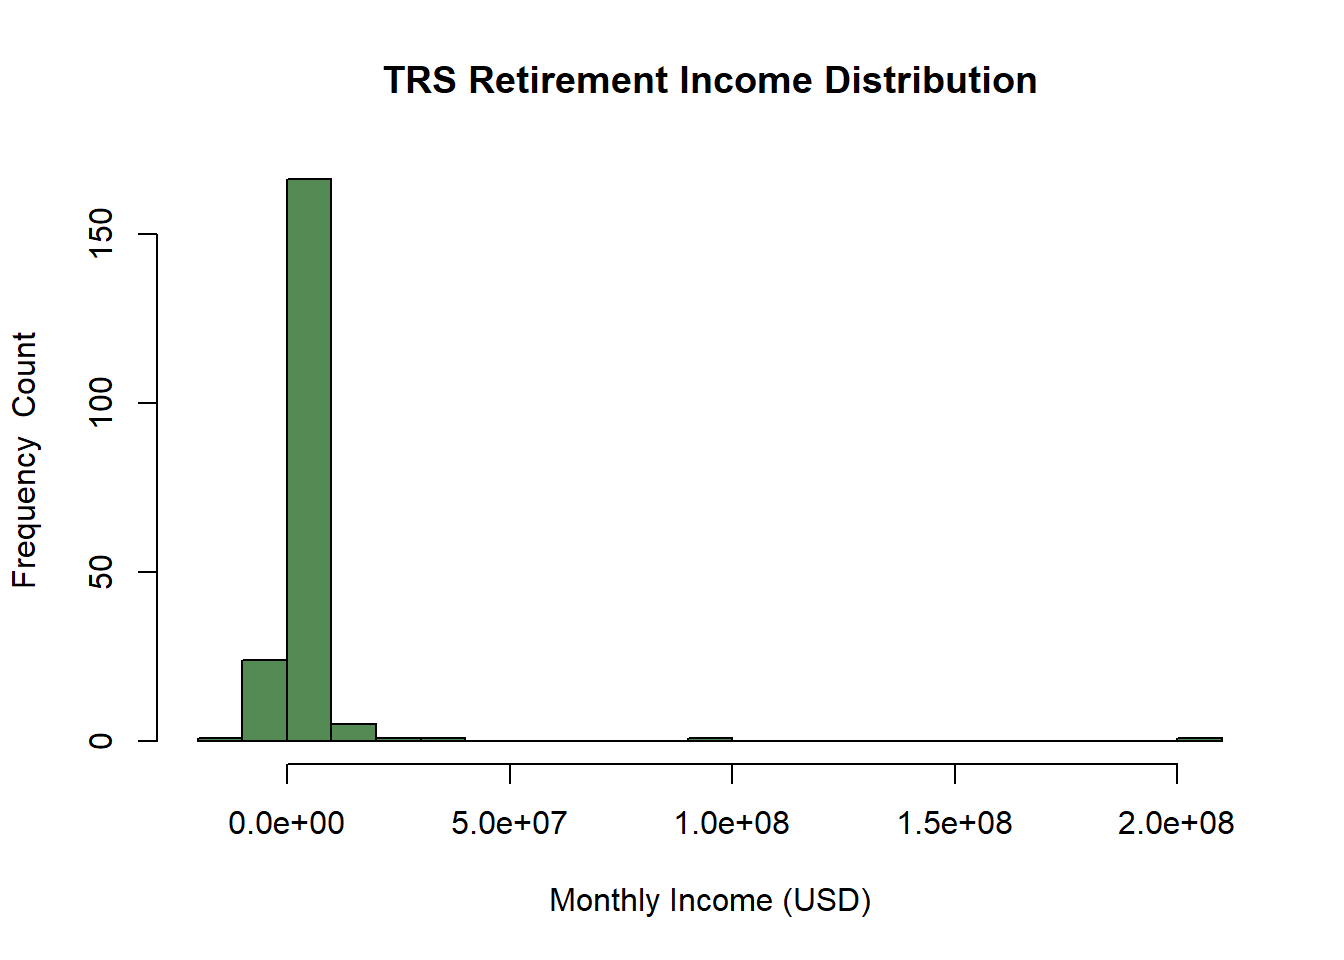 TRS Retirement Income Distribution
150
100
50
0
Frequency  Count
0.0e+00 5.0e+07 1.0e+08 1.5e+08 2.0e+08
Monthly Income (USD)